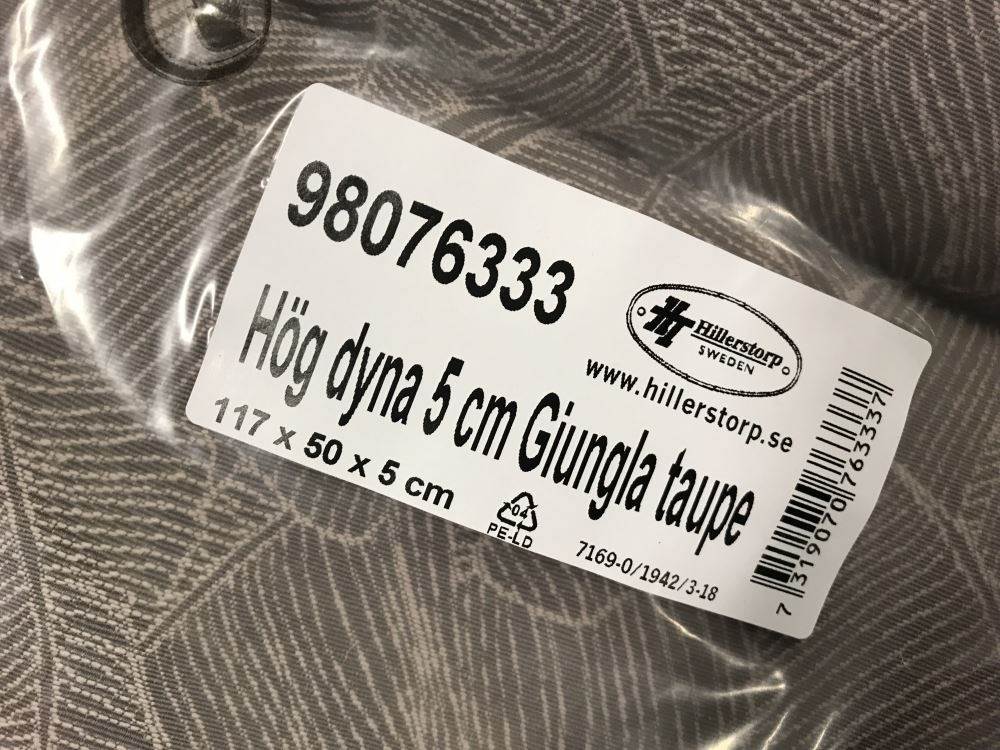 98076333
HT Hillerstorp
SWEDEN
www.hillerstorp.se
Hög dyna 5 cm Giungla taupe
117 x 50 x 5 cm
04
PE-LD
7169-0/1942/3-18
7 319070 763337